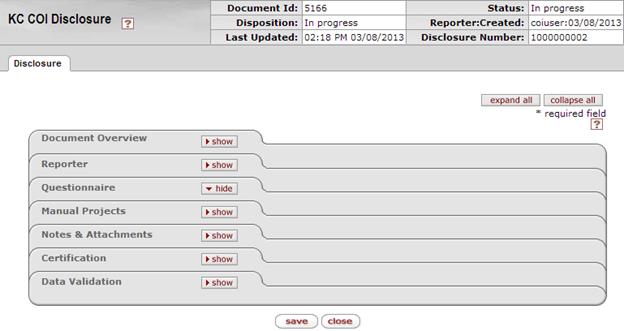 KC COI Disclosure ?
Document Id: 5166 Status: In progress
Disposition: In progress Reporter:Created: coiuser:03/08/2013
Last Updated: 02:18 PM 03/08/2013 Disclosure Number: 1000000002
Disclosure
expand all collapse all
* required field
?
Document Overview show
Reporter show
Questionnaire hide
Manual Projects show
Notes & Attachments show
Certification show
Data Validation show
save close